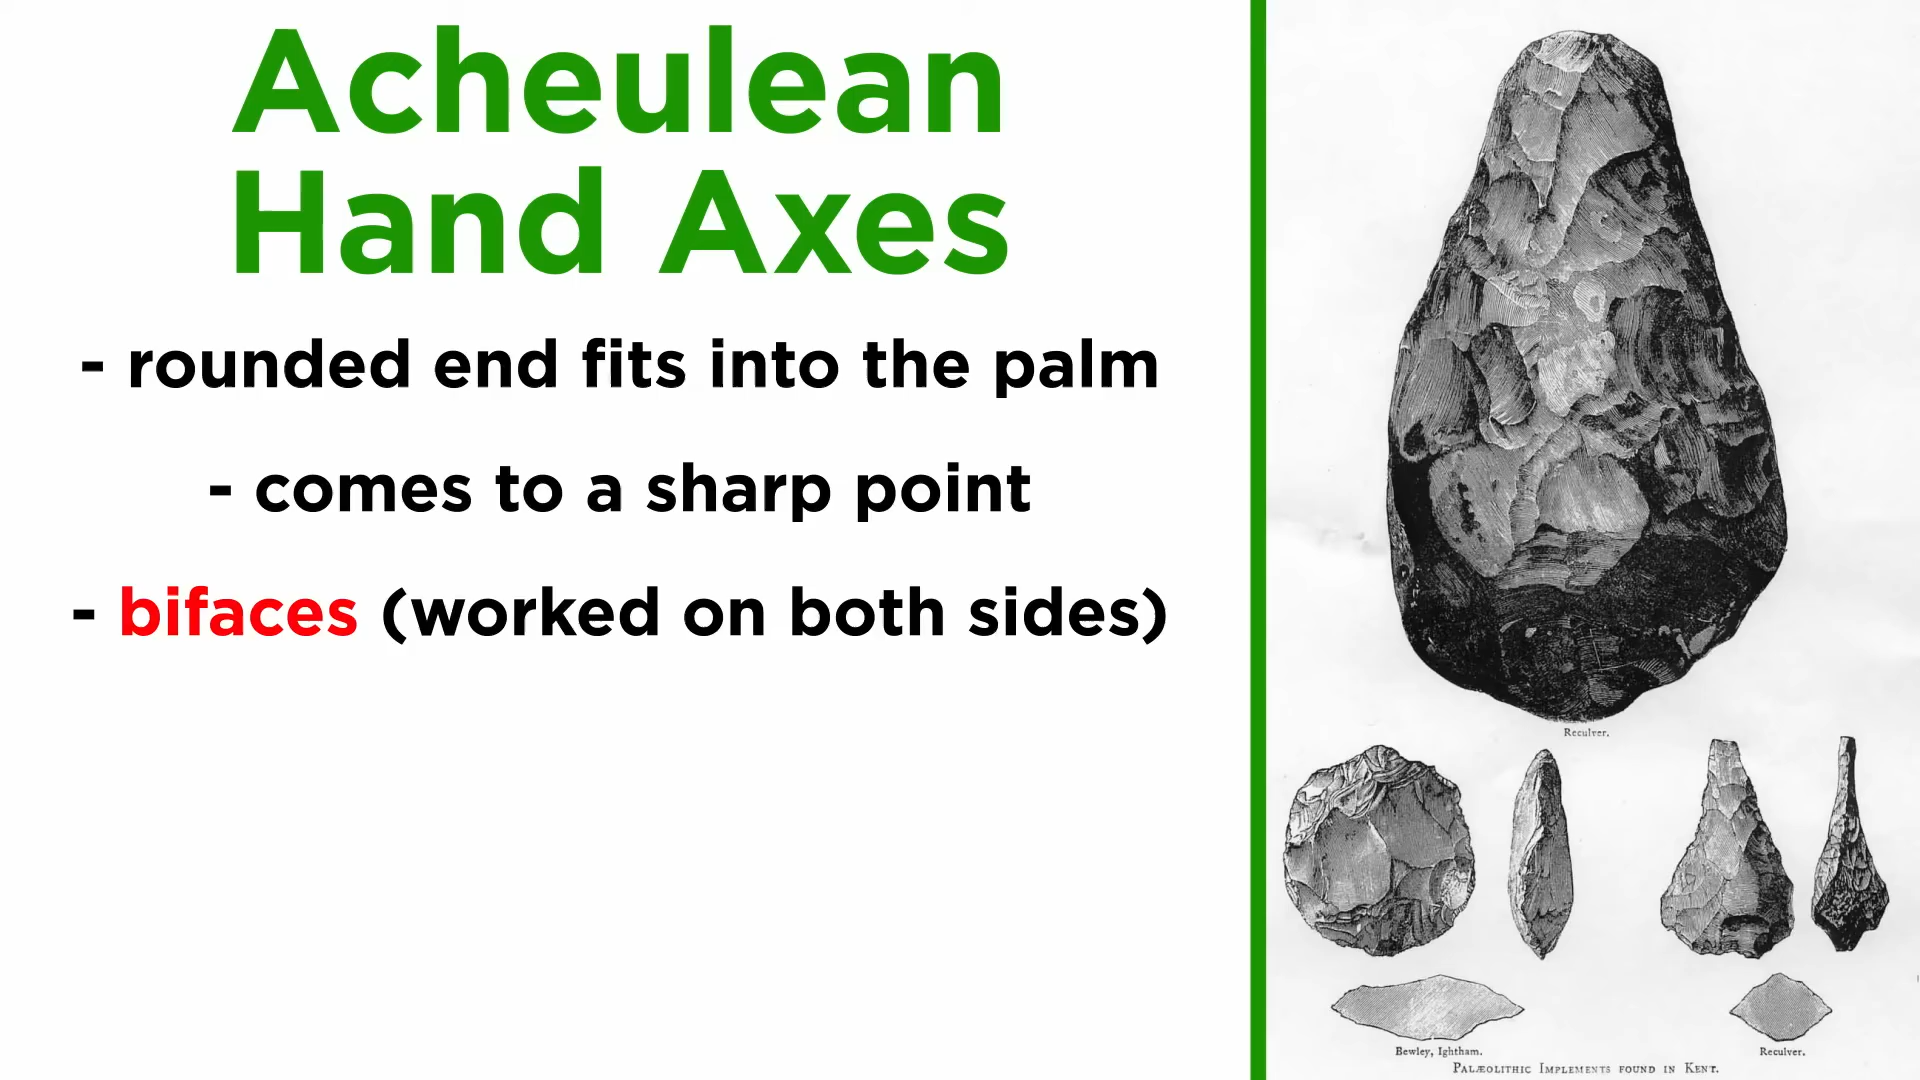 Acheulean
Hand Axes
- rounded end fits into the palm
- comes to a sharp point
- bifaces (worked on both sides)
Reculver.
Bewley, Ightham.
Reculver.
PALÆOLITHIC IMPLEMENTS FOUND IN KENT.